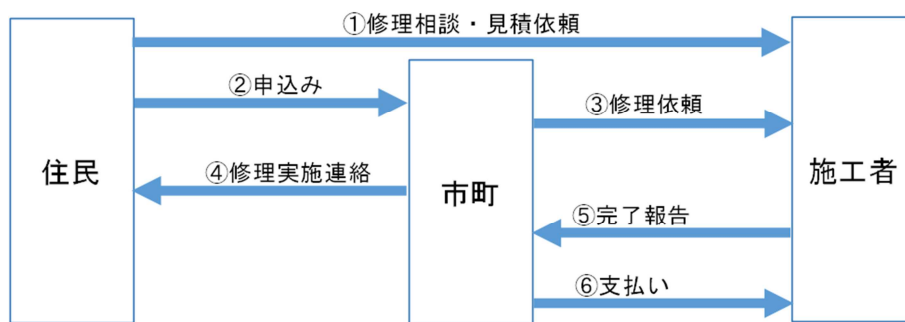 ①修理相談・見積依頼
②申込み
③修理依頼
住民
④修理実施連絡
市町
施工者
⑤完了報告
⑥支払い